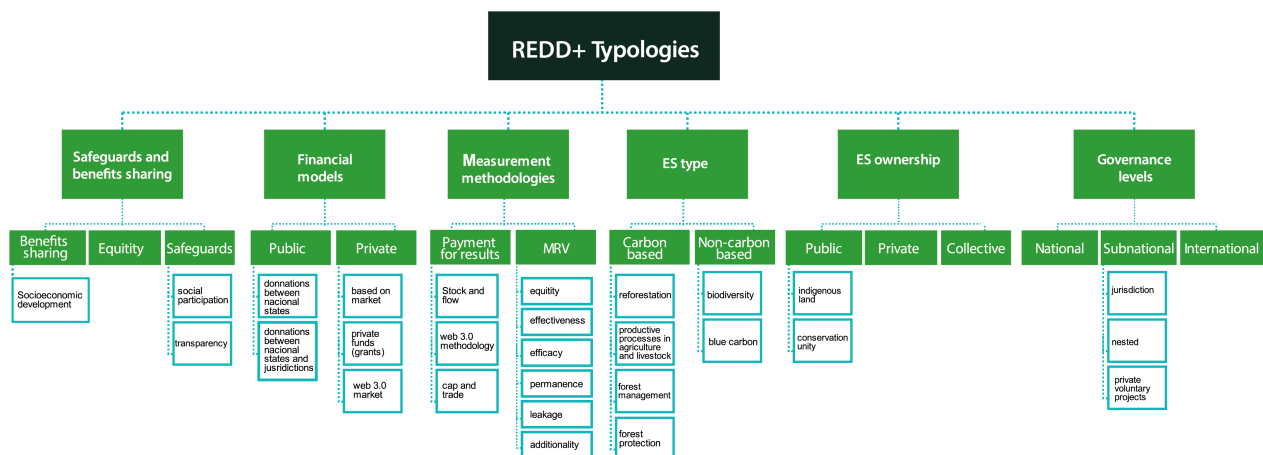 REDD+ Typologies
Safeguards and
benefits sharing
Financial
models
Measurement
methodologies
ES type
ES ownership
Governance
levels
Benefits
sharing
Equitity
Safeguards
Public
Private
Payment
for results
MRV
Carbon
based
Non-carbon
based
Public
Private
Collective
National
Subnational
International
Socioeconomic
development
social
participation
transparency
donnations
between
nacional
states
donnations
between
nacional
states and
jusridictions
based on
market
private
funds
(grants)
web 3.0
market
Stock and
flow
web 3.0
methodology
cap and
trade
equitity
effectiveness
efficacy
permanence
leakage
additionality
reforestation
productive
processes in
agriculture
and livestock
forest
management
forest
protection
biodiversity
blue carbon
indigenous
land
conservation
unity
jurisdiction
nested
private
voluntary
projects